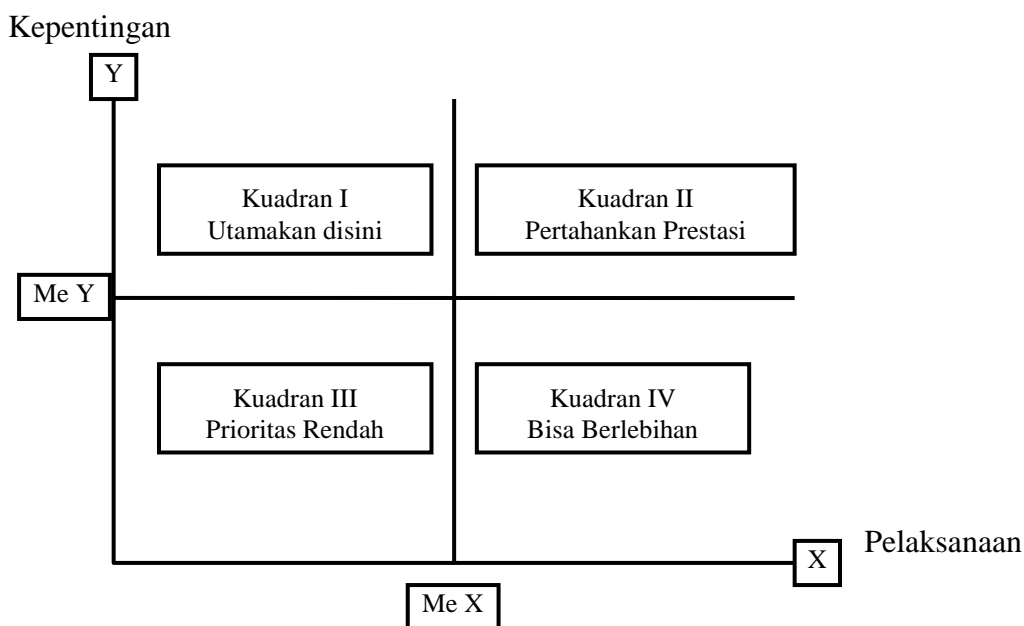 Kepentingan
Y
Kuadran I
Utamakan disini
Kuadran II
Pertahankan Prestasi
Me Y
Kuadran III
Prioritas Rendah
Kuadran IV
Bisa Berlebihan
X
Pelaksanaan
Me X